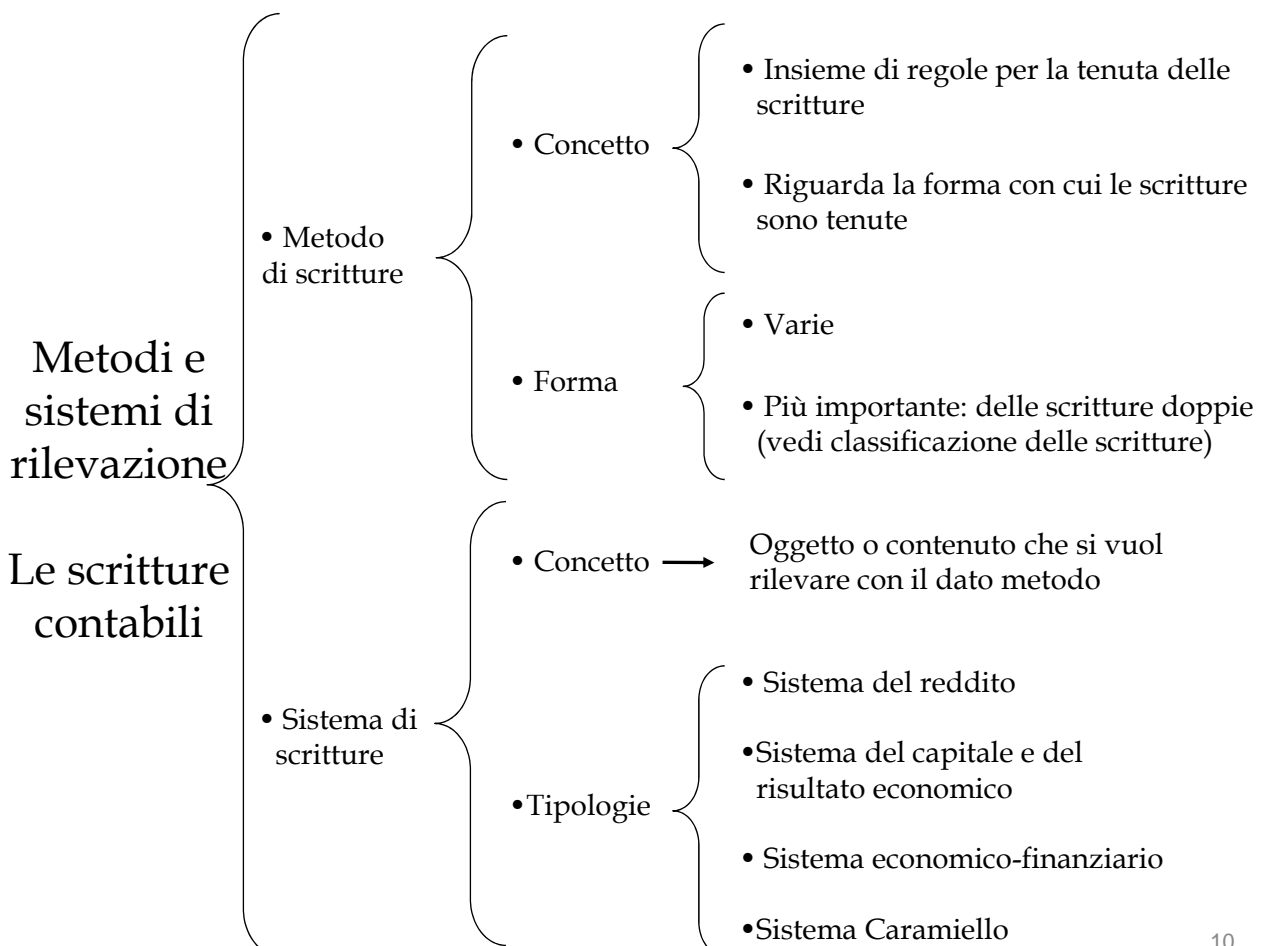 Metodi e
sistemi di
rilevazione
Le scritture
contabili
• Metodo
di scritture
• Concetto
• Insieme di regole per la tenuta delle
scritture
• Riguarda la forma con cui le scritture
sono tenute
• Forma
• Varie
• Più importante: delle scritture doppie
(vedi classificazione delle scritture)
• Sistema di
scritture
• Concetto
Oggetto o contenuto che si vuol
rilevare con il dato metodo
•Tipologie
• Sistema del reddito
•Sistema del capitale e del
risultato economico
• Sistema economico-finanziario
•Sistema Caramiello
10